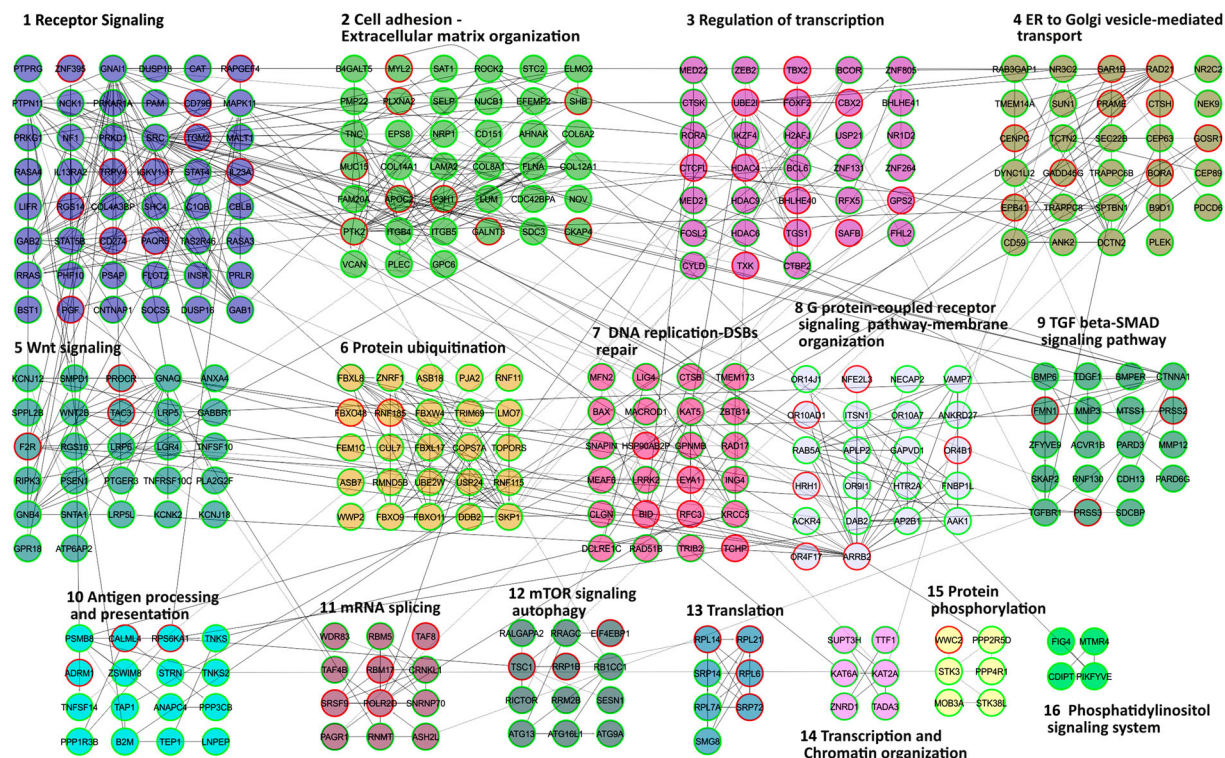 1 Receptor Signaling
PTPRG ZNF395 GNAI1 DUSP18 CAT RAPGEF4
PTPN11 NCK1 PRKAR1A PAM CD79B MAPK11
PRKG1 NF1 PRKD1 SRC TGM2 MALT1
RASA4 IL13RA2 TRPV4 IGKV1-17 STAT4 IL23A
LIFR RGS14 COL4A3BP SHC4 C1QB CBLB
GAB2 STAT5B CD274 PAQR5 TAS2R46 RASA3
RRAS PHF10 PSAP FLOT2 INSR PRLR
BST1 PGF CNTNAP1 SOCS5 DUSP16 GAB1
2 Cell adhesion -
Extracellular matrix organization
B4GALT5 MYL2 SAT1 ROCK2 STC2 ELMO2
PMP22 PLXNA2 SELP NUCB1 EFEMP2 SHB
TNC EPS8 NRP1 CD151 AHNAK COL6A2
MUC15 COL14A1 LAMA2 COL8A1 FLNA COL12A1
FAM20A APOC2 P3H1 LUM CDC42BPA NOV
PTK2 ITGB4 ITGB5 GALNT3 SDC3 CKAP4
VCAN PLEC GPC6
3 Regulation of transcription
MED22 ZEB2 TBX2 BCOR ZNF805
CTSK UBE2I FOXF2 CBX2 BHLHE41
RORA IKZF4 H2AFJ USP21 NR1D2
CTCFL HDAC4 BCL6 ZNF131 ZNF264
MED21 HDAC9 BHLHE40 RFX5 GPS2
FOSL2 HDAC6 TGS1 SAFB FHL2
CYLD TXK CTBP2
4 ER to Golgi vesicle-mediated
transport
RAB3GAP1 NR3C2 SAR1B RAD21 NR2C2
TMEM14A SUN1 PRAME CTSH NEK9
CENPC TCTN2 SEC22B CEP63
DYNC1LI2 GADD45G TRAPPC6B BORA CEP89
EPB41 TRAPPC8 SPTBN1 B9D1 PDCD6
CD59 ANK2 DCTN2 PLEK
5 Wnt signaling
KCNJ12 SMPD1 PROCR GNAQ ANXA4
SPPL2B WNT2B TAC3 LRP5 GABBR1
F2R RGS16 LRP6 LGR4 TNFSF10
RIPK3 PSEN1 PTGER3 TNFRSF10C PLA2G2F
GNB4 SNTA1 LRP5L KCNK2 KCNJ18
GPR18 ATP6AP2
6 Protein ubiquitination
FBXL8 ZNRF1 ASB18 PJA2 RNF11
FBXO48 RNF185 FBXW4 TRIM69 LMO7
FEM1C CUL7 FBXL17 COPS7A TOPORS
ASB7 RMND5B UBE2W USP24 RNF115
WWP2 FBXO9 FBXO11 DDB2 SKP1
7 DNA replication-DSBs
repair
MFN2 LIG4 CTSB TMEM173
BAX MACROD1 KAT5 ZBTB14
SNAPIN HSP90AB2P GPNMB RAD17
MEAF6 LRRK2 EYA1 ING4
CLGN BID RFC3 XRCC5
DCLRE1C RAD51B TRIB2 TCHP
8 G protein-coupled receptor
signaling pathway-membrane
organization
OR14J1 NFE2L3 NECAP2 VAMP7
OR10AD1 ITSN1 OR10A7 ANKRD27
RAB5A APLP2 GAPVD1 OR4B1
HRH1 OR9I1 HTR2A FNBP1L
ACKR4 DAB2 AP2B1 AAK1
OR4F17 ARRB2
9 TGF beta-SMAD
signaling pathway
BMP6 TDGF1 BMPER CTNNA1
FMN1 MMP3 MTSS1 PRSS2
ZFYVE9 ACVR1B PARD3 MMP12
SKAP2 RNF130 CDH13 PARD6G
TGFBR1 PRSS3 SDCBP
10 Antigen processing
and presentation
PSMB8 CALML4 RPS6KA1 TNKS
ADRM1 ZSWIM8 STRN TNKS2
TNFSF14 TAP1 ANAPC4 PPP3CB
PPP1R3B B2M TEP1 LNPEP
11 mRNA splicing
WDR83 RBM5 TAF8
TAF4B RBM17 CRNKL1
SRSF9 POLR2D SNRNP70
PAGR1 RNMT ASH2L
12 mTOR signaling
autophagy
RALGAPA2 RRAGC EIF4EBP1
TSC1 RRP1B RB1CC1
RICTOR RRM2B SESN1
ATG13 ATG16L1 ATG9A
13 Translation
RPL14 RPL21
SRP14 RPL6
RPL7A SRP72
SMG8
SUPT3H TTF1
KAT6A KAT2A
ZNRD1 TADA3
14 Transcription and
Chromatin organization
15 Protein
phosphorylation
WWC2 PPP2R5D
STK3 PPP4R1
MOB3A STK38L
FIG4 MTMR4
CDIPT PIKFYVE
16 Phosphatidylinositol
signaling system